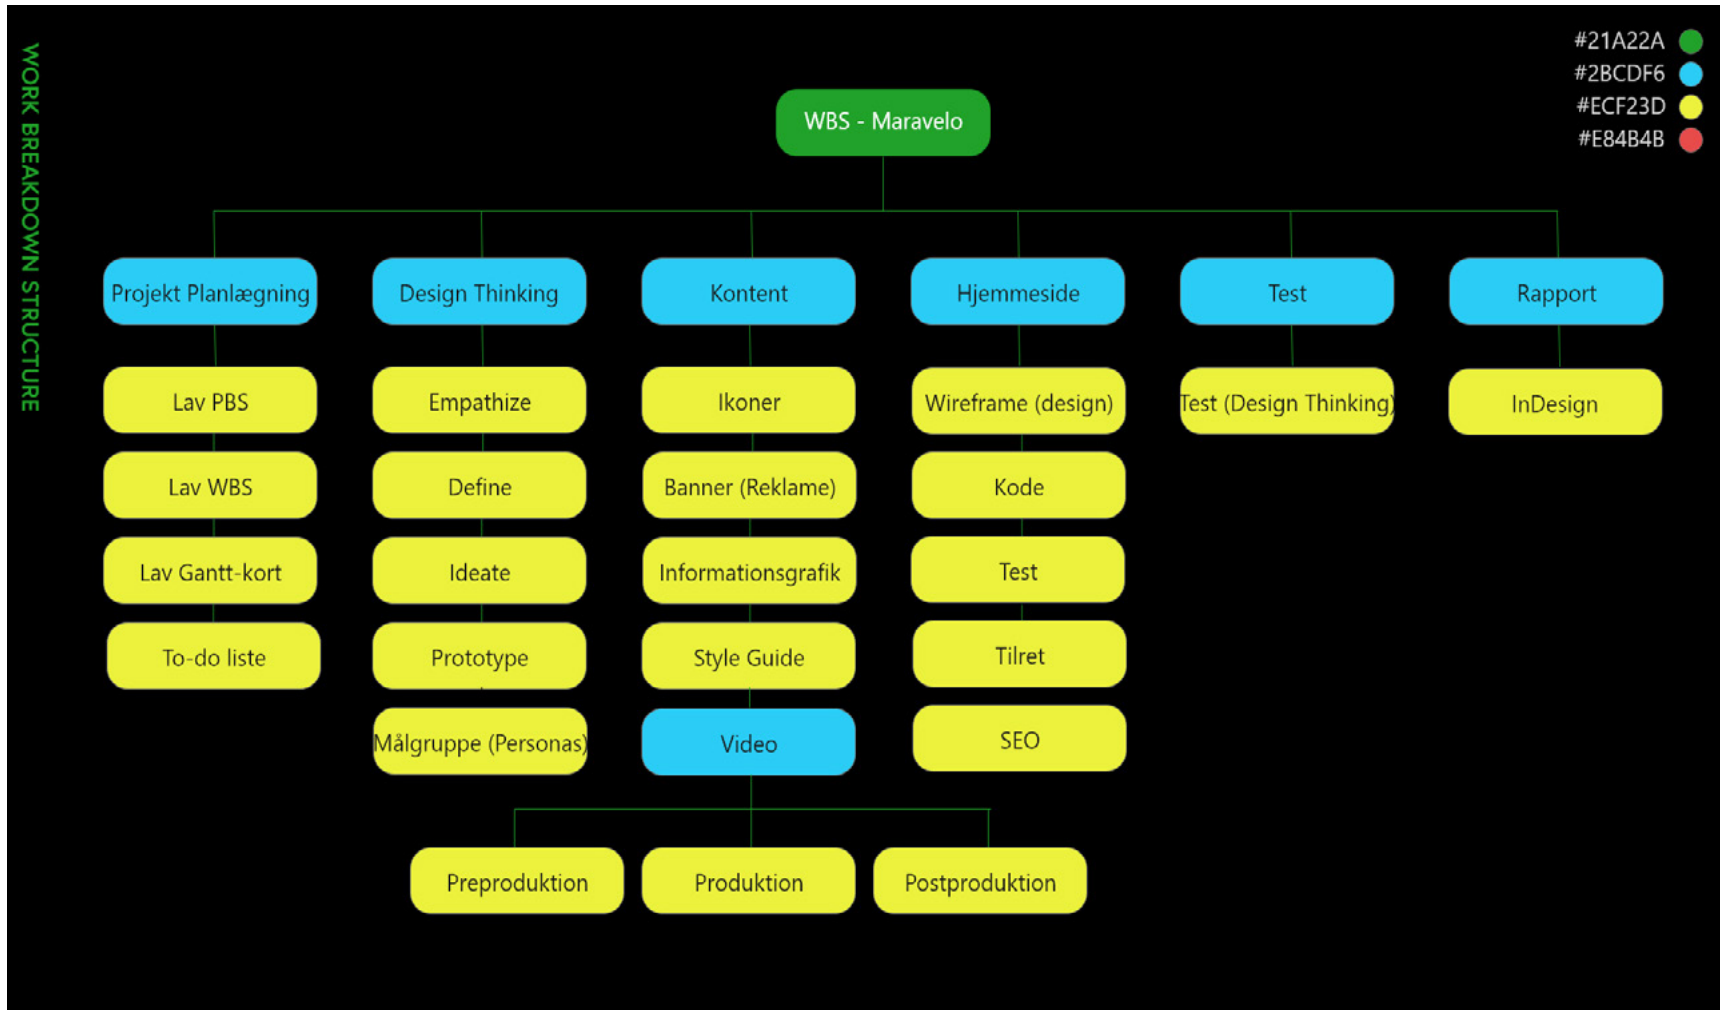 WORK BREAKDOWN STRUCTURE
#21A22A
#2BCDF6
#ECF23D
#E84B4B
WBS - Maravelo
Projekt Planlægning
Design Thinking
Kontent
Hjemmeside
Test
Rapport
Lav PBS
Empathize
Ikoner
Wireframe (design)
Test (Design Thinking)
InDesign
Lav WBS
Define
Banner (Reklame)
Kode
Lav Gantt-kort
Ideate
Informationsgrafik
Test
To-do liste
Prototype
Style Guide
Tilret
Målgruppe (Personas)
Video
SEO
Preproduktion
Produktion
Postproduktion